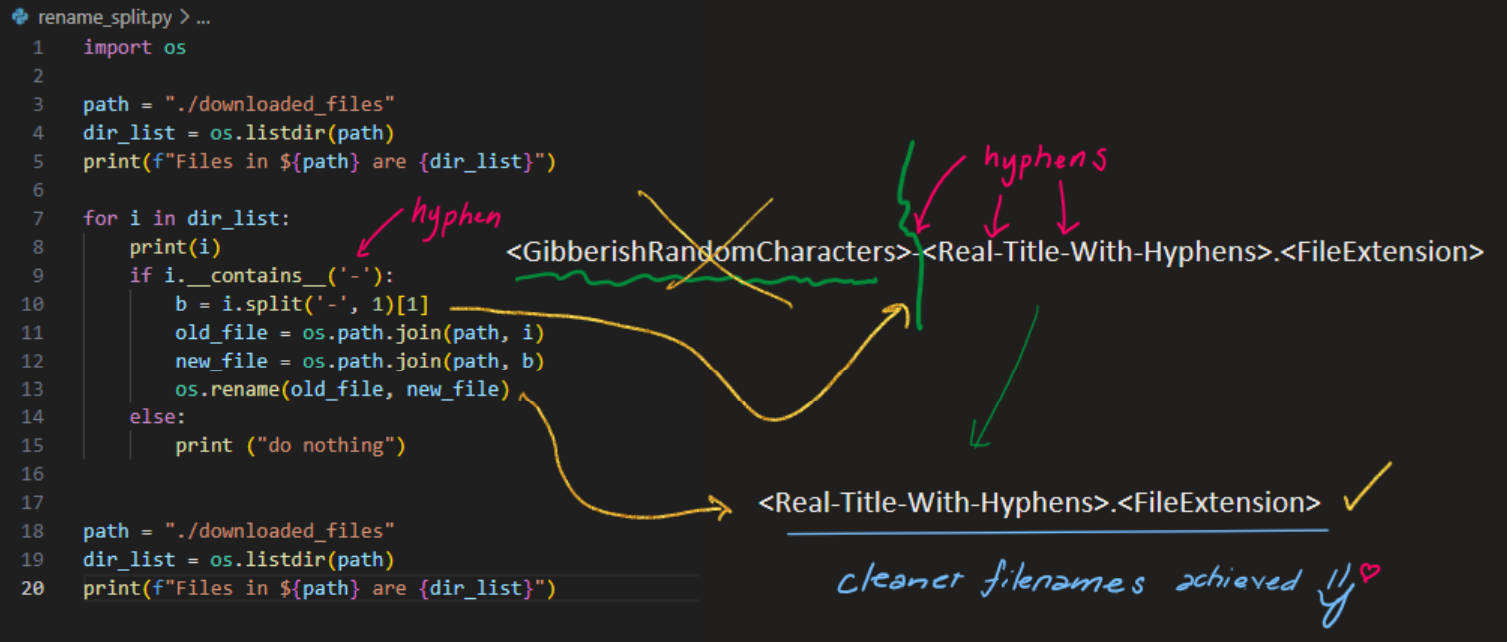 rename_split.py > ...
1 import os
2
3 path = "./downloaded_files"
4 dir_list = os.listdir(path)
5 print(f"Files in ${path} are {dir_list}")
6
7 for i in dir_list:
8     print(i)
9     if i.__contains__('-'):
10         b = i.split('-', 1)[1]
11         old_file = os.path.join(path, i)
12         new_file = os.path.join(path, b)
13         os.rename(old_file, new_file)
14     else:
15         print ("do nothing")
16
17
18 path = "./downloaded_files"
19 dir_list = os.listdir(path)
20 print(f"Files in ${path} are {dir_list}")
hyphen
hyphens
<GibberishRandomCharacters>-<Real-Title-With-Hyphens>.<FileExtension>
<Real-Title-With-Hyphens>.<FileExtension>
cleaner filenames achieved